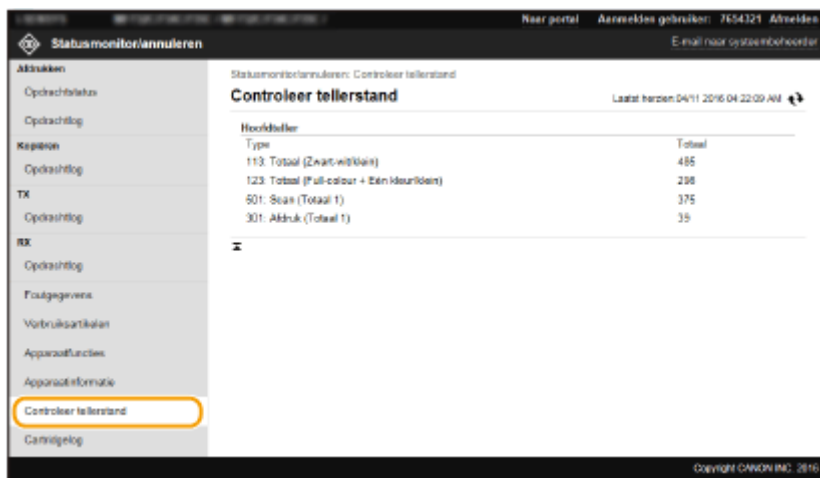 Naar portal Aanmelden gebruiker: 7654321 Afmelden
Statusmonitor/annuleren E-mail naar systeembeheerder
Afdrukken
Opdrachtstatus
Opdrachtlog
Kopiëren
Opdrachtlog
TX
Opdrachtlog
RX
Opdrachtlog
Foutgegevens
Verbruiksartikelen
Apparaatfuncties
Apparaatinformatie
Controleer tellerstand
Cartridgelog
Statusmonitor/annuleren: Controleer tellerstand
Controleer tellerstand
Laatst herzien:04/11 2016 04:22:09 AM
Hoofdteller
Type Totaal
113: Totaal (Zwart-wit/klein) 485
123: Totaal (Full-colour + Eén kleur/klein) 298
501: Scan (Totaal 1) 375
301: Afdruk (Totaal 1) 39
Copyright CANON INC. 2016